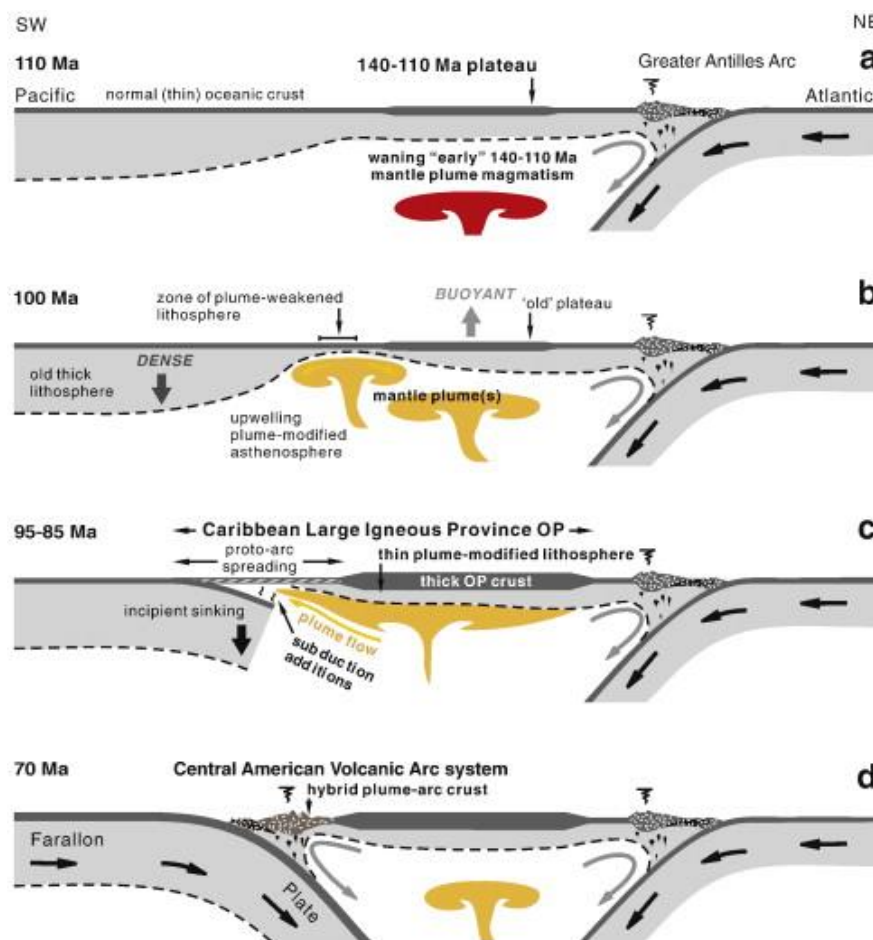 SW
NE
110 Ma
140-110 Ma plateau
Greater Antilles Arc
a
Pacific
normal (thin) oceanic crust
Atlantic
waning "early" 140-110 Ma
mantle plume magmatism
100 Ma
zone of plume-weakened
lithosphere
BUOYANT
'old' plateau
b
DENSE
old thick
lithosphere
mantle plume(s)
upwelling
plume-modified
asthenosphere
95-85 Ma
Caribbean Large Igneous Province OP
c
proto-arc
spreading
thin plume-modified lithosphere
thick OP crust
incipient sinking
plume flow
subduction
additions
70 Ma
Central American Volcanic Arc system
d
hybrid plume-arc crust
Farallon
Plate